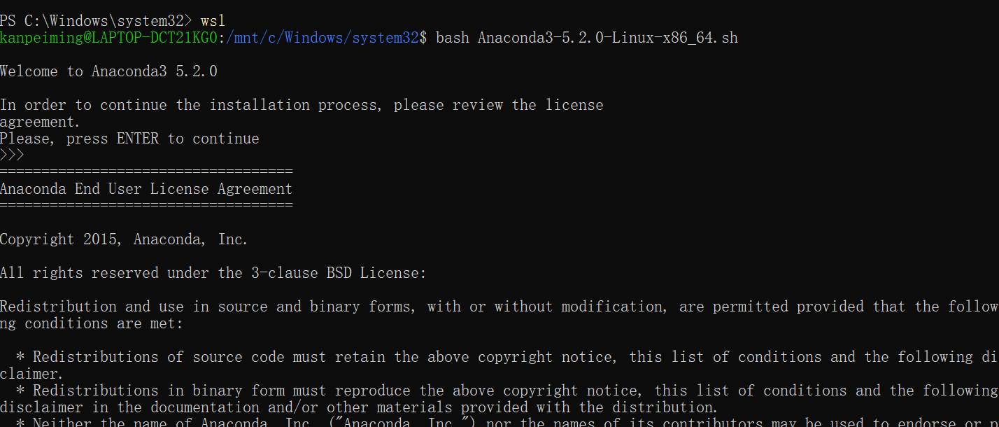 PS C:\Windows\system32> wsl
kanpeiming@LAPTOP-DCT21KG0:/mnt/c/Windows/system32$ bash Anaconda3-5.2.0-Linux-x86_64.sh
Welcome to Anaconda3 5.2.0
In order to continue the installation process, please review the license
agreement.
Please, press ENTER to continue
>>>
===================================
Anaconda End User License Agreement
===================================
Copyright 2015, Anaconda, Inc.
All rights reserved under the 3-clause BSD License:
Redistribution and use in source and binary forms, with or without modification, are permitted provided that the follow
ng conditions are met:
* Redistributions of source code must retain the above copyright notice, this list of conditions and the following di
claimer.
* Redistributions in binary form must reproduce the above copyright notice, this list of conditions and the following
disclaimer in the documentation and/or other materials provided with the distribution.
* Neither the name of Anaconda, Inc. ("Anaconda, Inc.") nor the names of its contributors may be used to endorse or